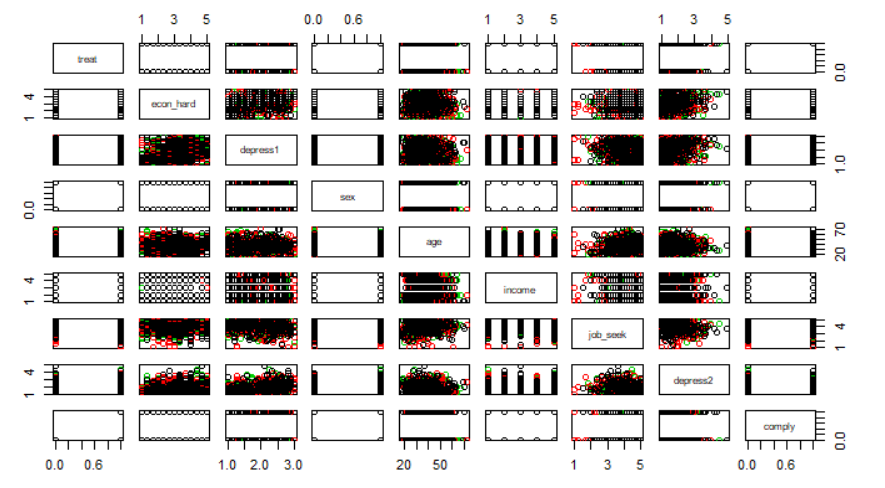 1 3 5 0.0 0.6 1 3 5 1 3 5
treat 0.0
1 4 econ_hard
depress1 1.0
0.0 sex
age 20 70
1 4 income
job_seek 1 4
1 4 depress2
comply 0.0
0.0 0.6 1.0 2.0 3.0 20 50 1 3 5 0.0 0.6